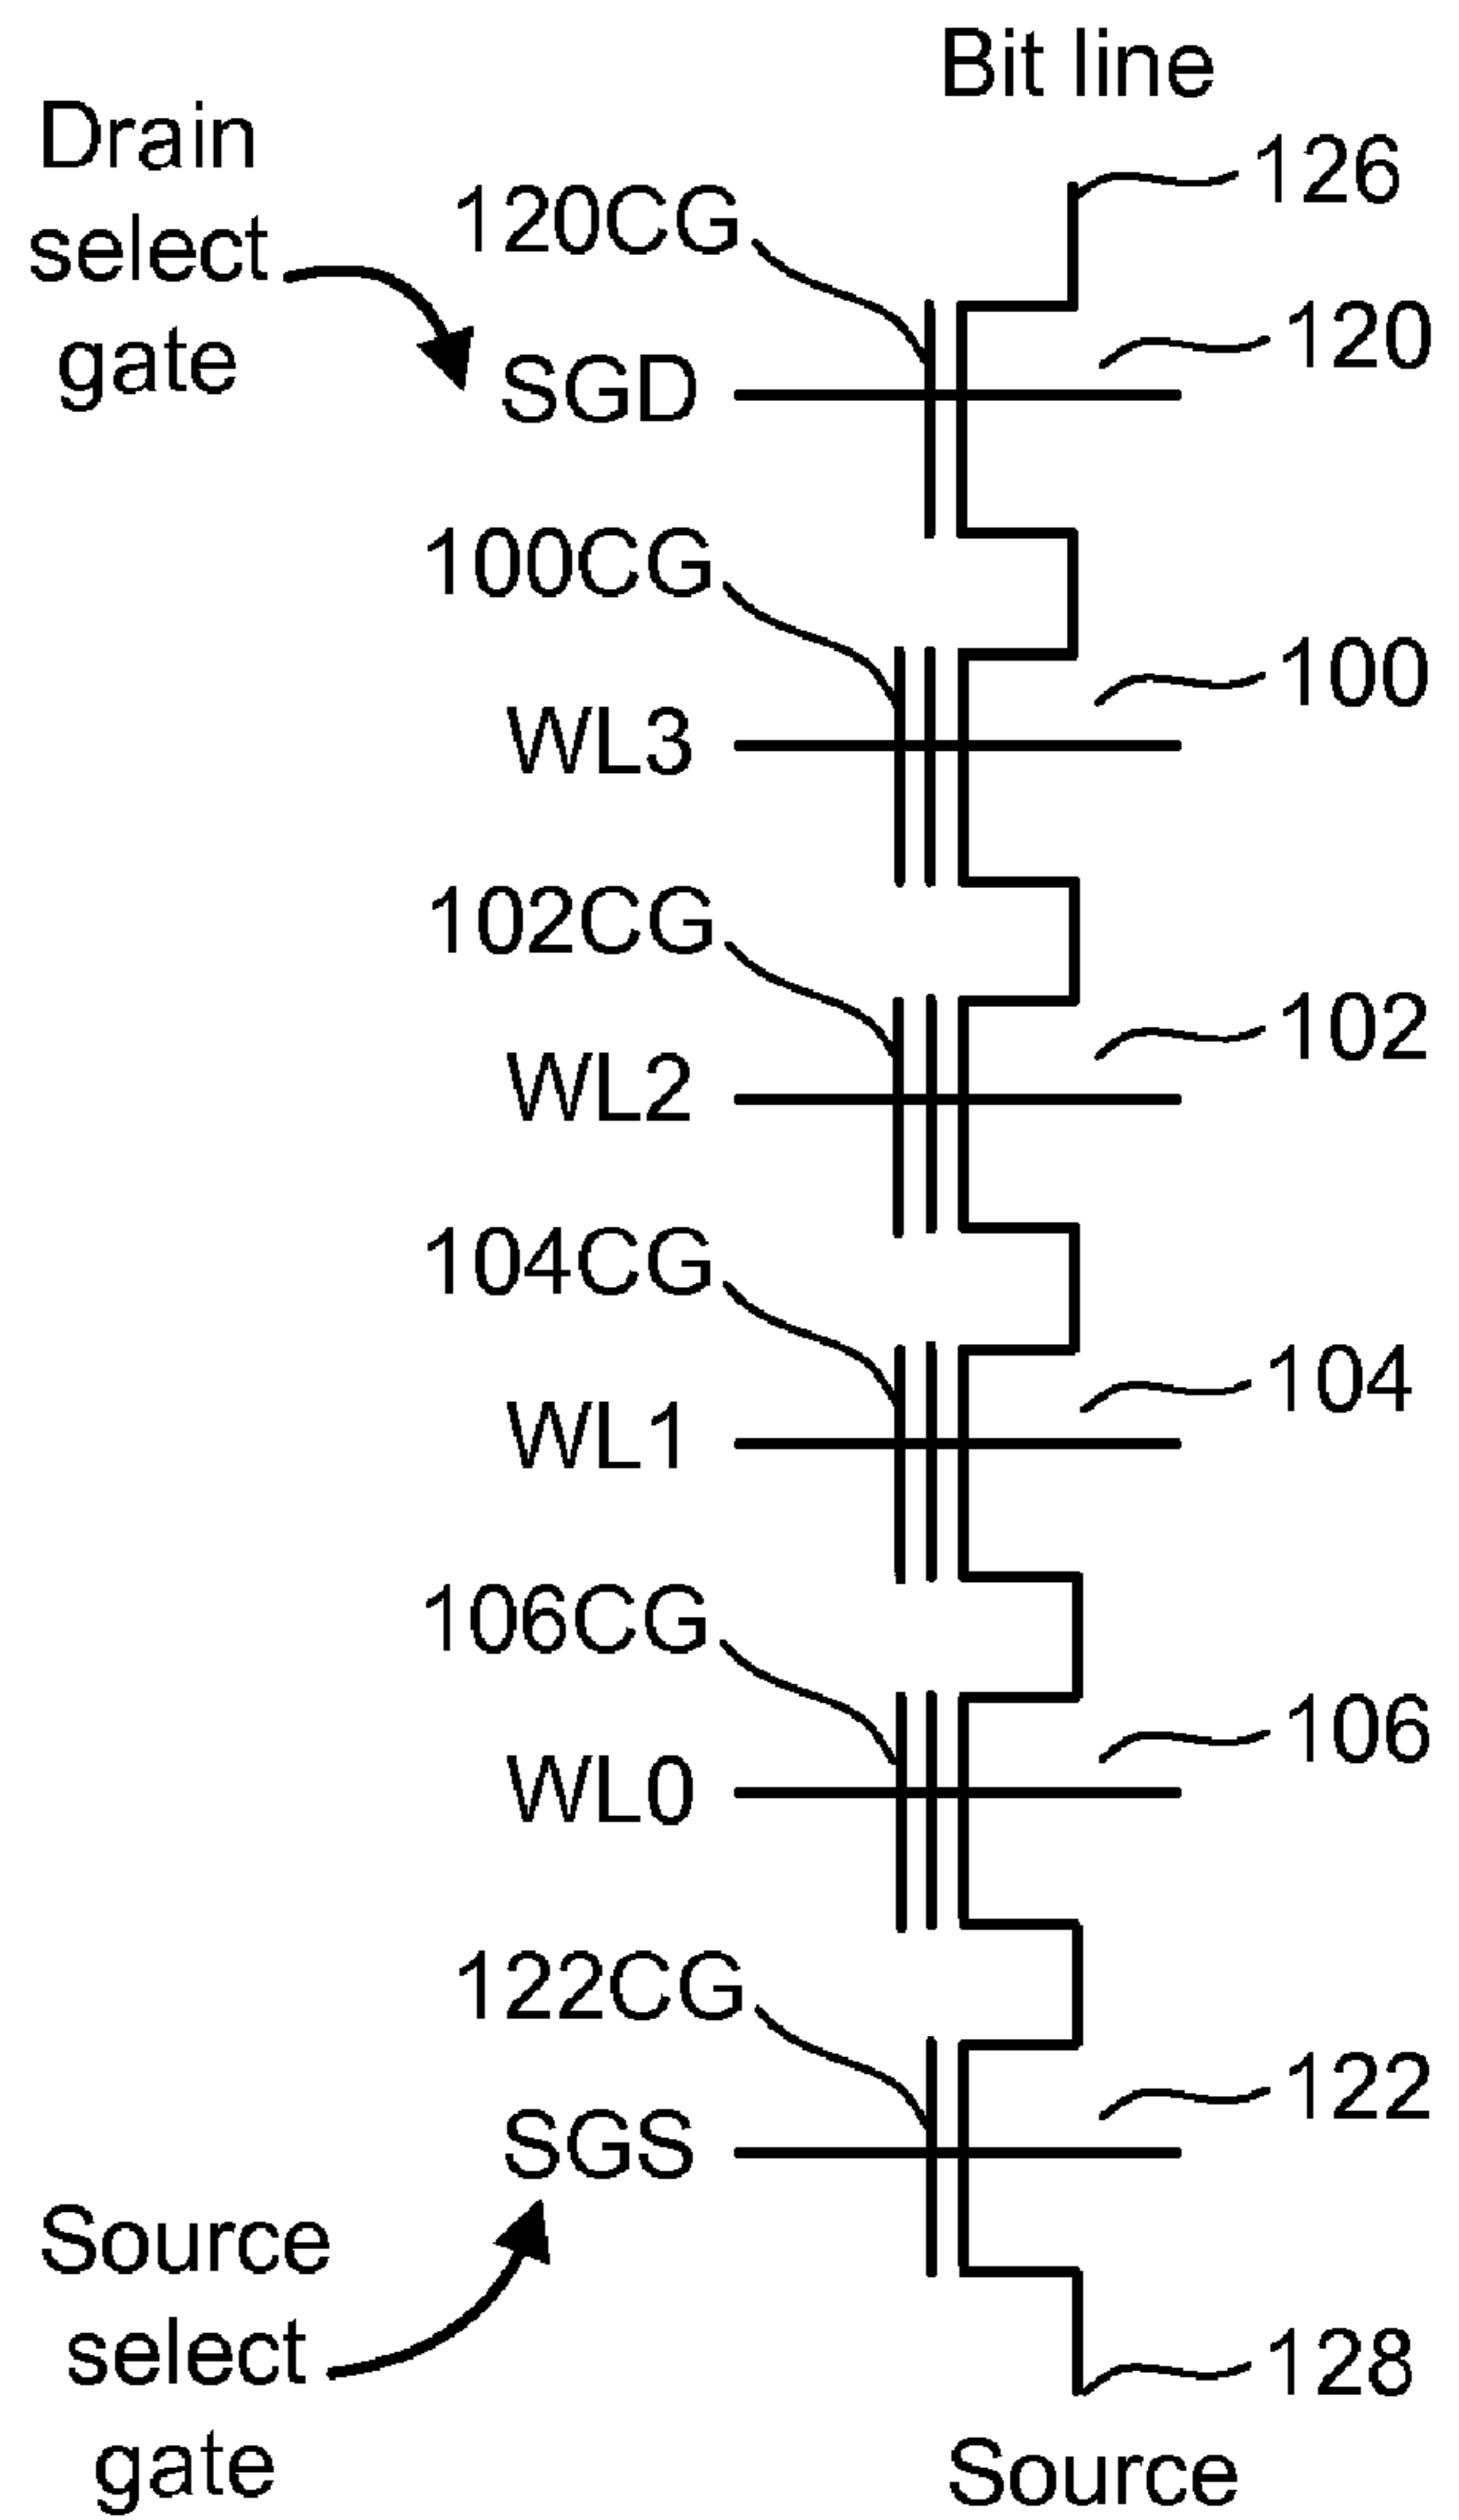 Bit line
126
Drain
select
gate
120CG
120
SGD
100CG
100
WL3
102CG
102
WL2
104CG
104
WL1
106CG
106
WL0
122CG
122
SGS
Source
select
gate
128
Source